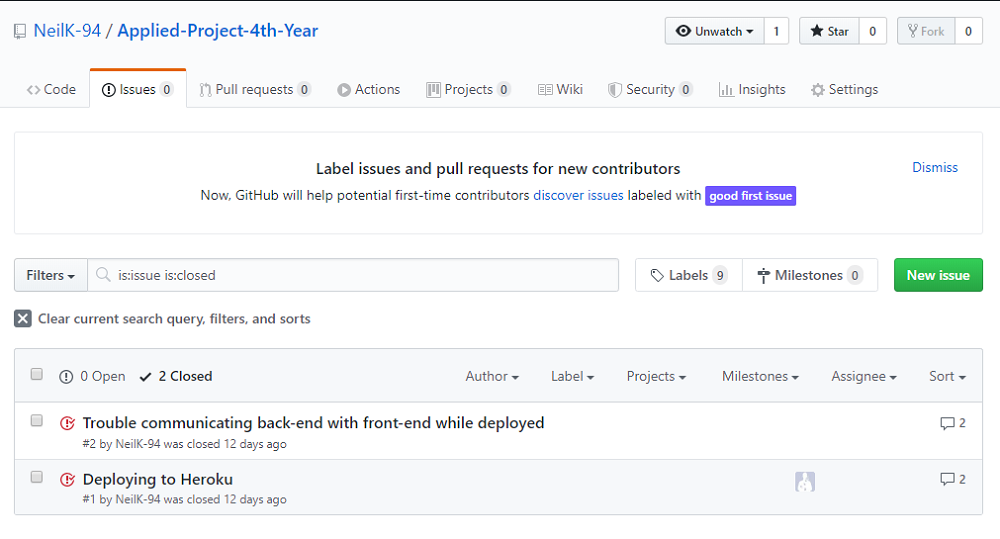 NeilK-94 / Applied-Project-4th-Year
Unwatch 1 Star 0 Fork 0
Code Issues 0 Pull requests 0 Actions Projects 0 Wiki Security 0 Insights Settings
Label issues and pull requests for new contributors Dismiss
Now, GitHub will help potential first-time contributors discover issues labeled with good first issue
Filters is:issue is:closed Labels 9 Milestones 0 New issue
Clear current search query, filters, and sorts
0 Open 2 Closed Author Label Projects Milestones Assignee Sort
Trouble communicating back-end with front-end while deployed 2
#2 by NeilK-94 was closed 12 days ago
Deploying to Heroku 2
#1 by NeilK-94 was closed 12 days ago